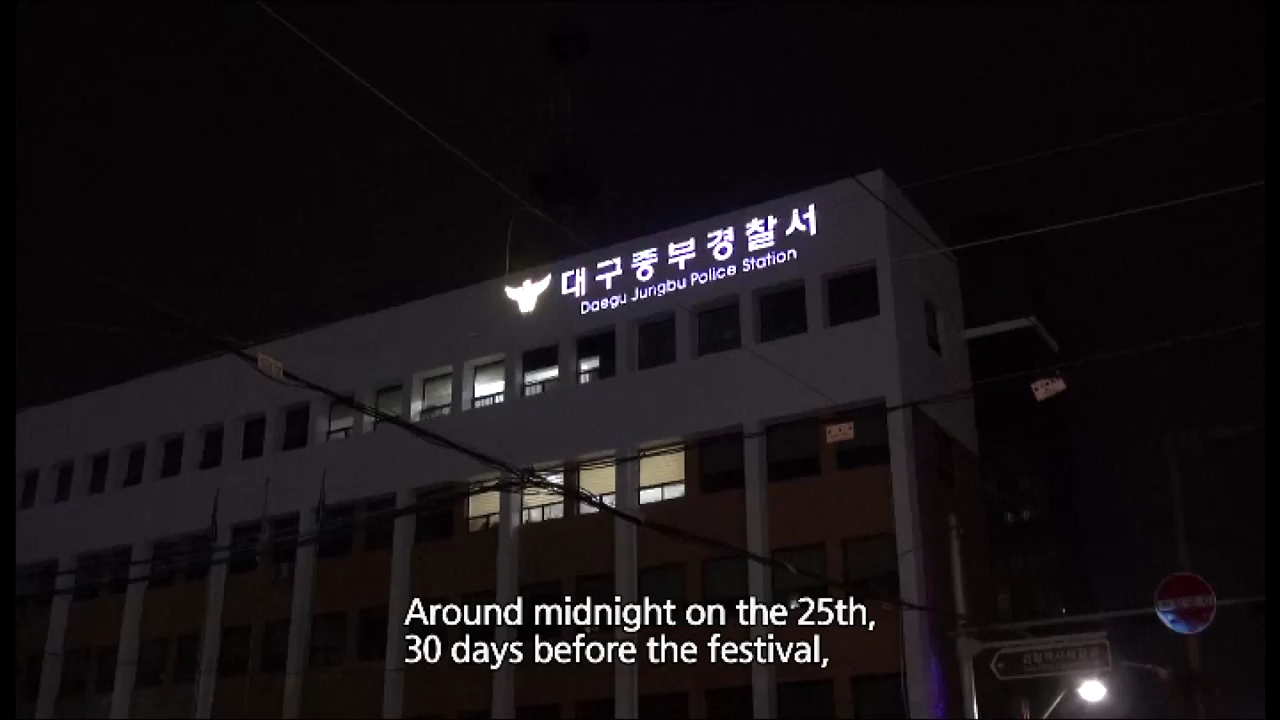 대구중부경찰서
Daegu Jungbu Police Station
Around midnight on the 25th,
30 days before the festival,